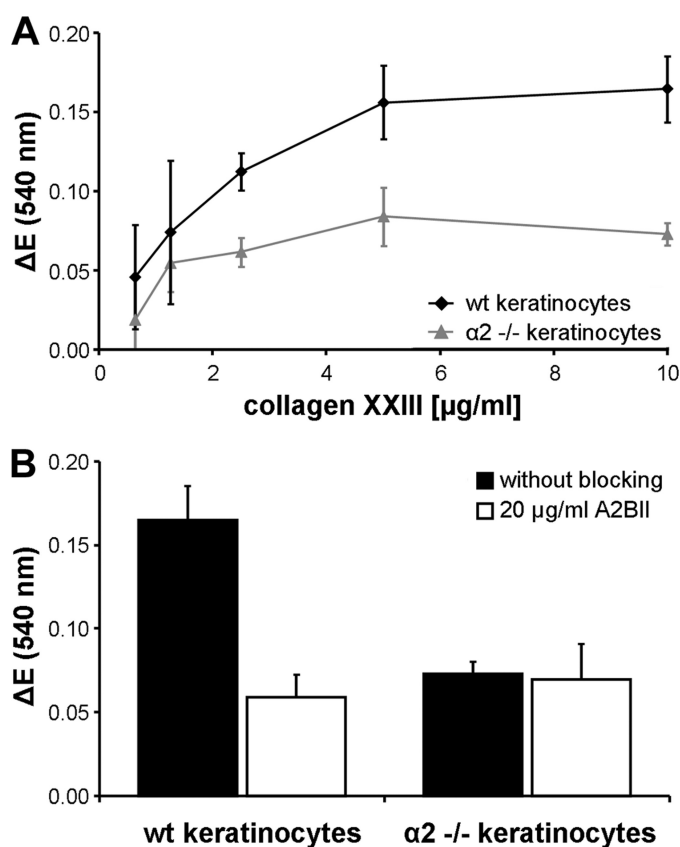 A
0.20
0.15
0.10
0.05
0.00
ΔE (540 nm)
wt keratinocytes
α2 -/- keratinocytes
0 2 4 6 8 10
collagen XXIII [µg/ml]
B
0.20
0.15
0.10
0.05
0.00
ΔE (540 nm)
without blocking
20 µg/ml A2BII
wt keratinocytes α2 -/- keratinocytes